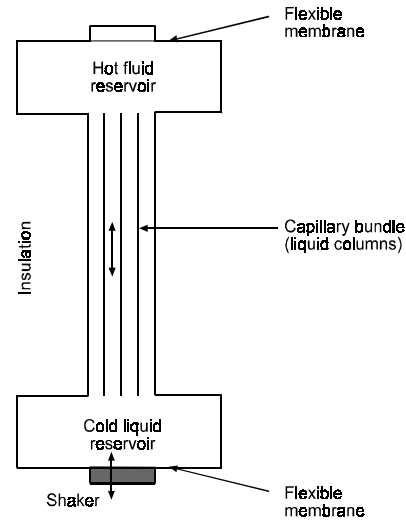 Flexible
membrane
Hot fluid
reservoir
Capillary bundle
(liquid columns)
Insulation
Cold liquid
reservoir
Shaker
Flexible
membrane